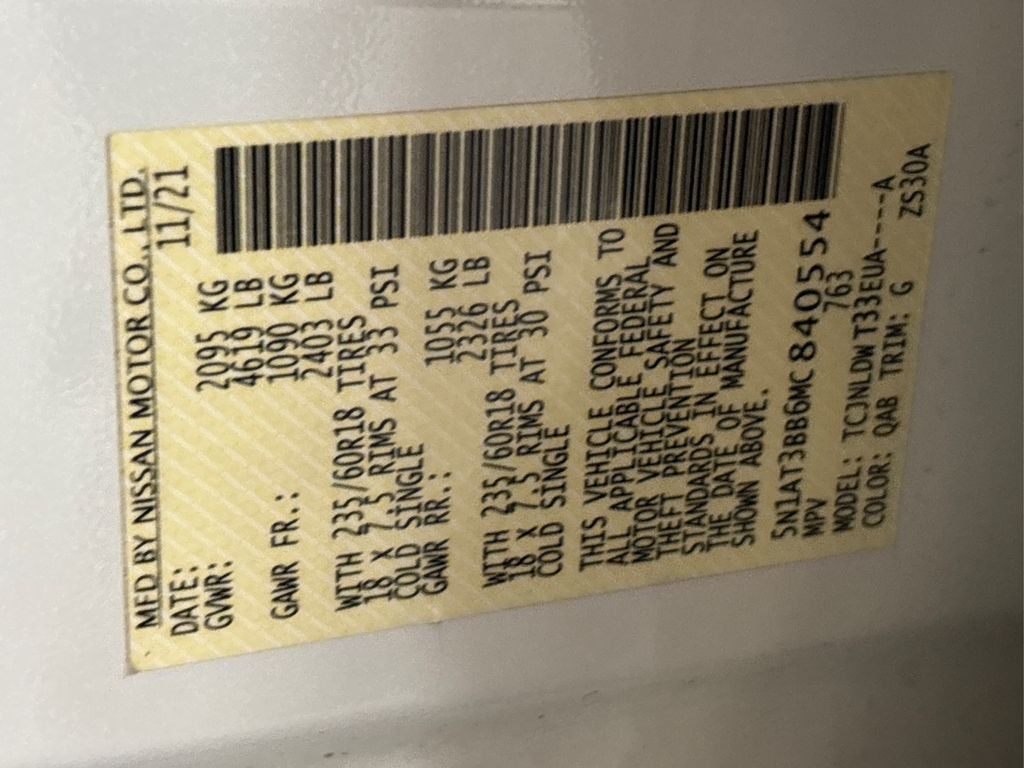 MFD BY NISSAN MOTOR CO., LTD.
DATE: 11/21
GVWR: 2095 KG
4619 LB
GAWR FR.: 1090 KG
2403 LB
WITH 235/60R18 TIRES
18 X 7.5 RIMS AT 33 PSI
COLD SINGLE
GAWR RR.: 1055 KG
2326 LB
WITH 235/60R18 TIRES
18 X 7.5 RIMS AT 30 PSI
COLD SINGLE
THIS VEHICLE CONFORMS TO
ALL APPLICABLE FEDERAL
MOTOR VEHICLE SAFETY AND
THEFT PREVENTION
STANDARDS IN EFFECT ON
THE DATE OF MANUFACTURE
SHOWN ABOVE.
5N1AT3BB6MC840554
MPV 763
MODEL: TCJNLDWT33EUA----A
COLOR: QAB TRIM: G ZS30A